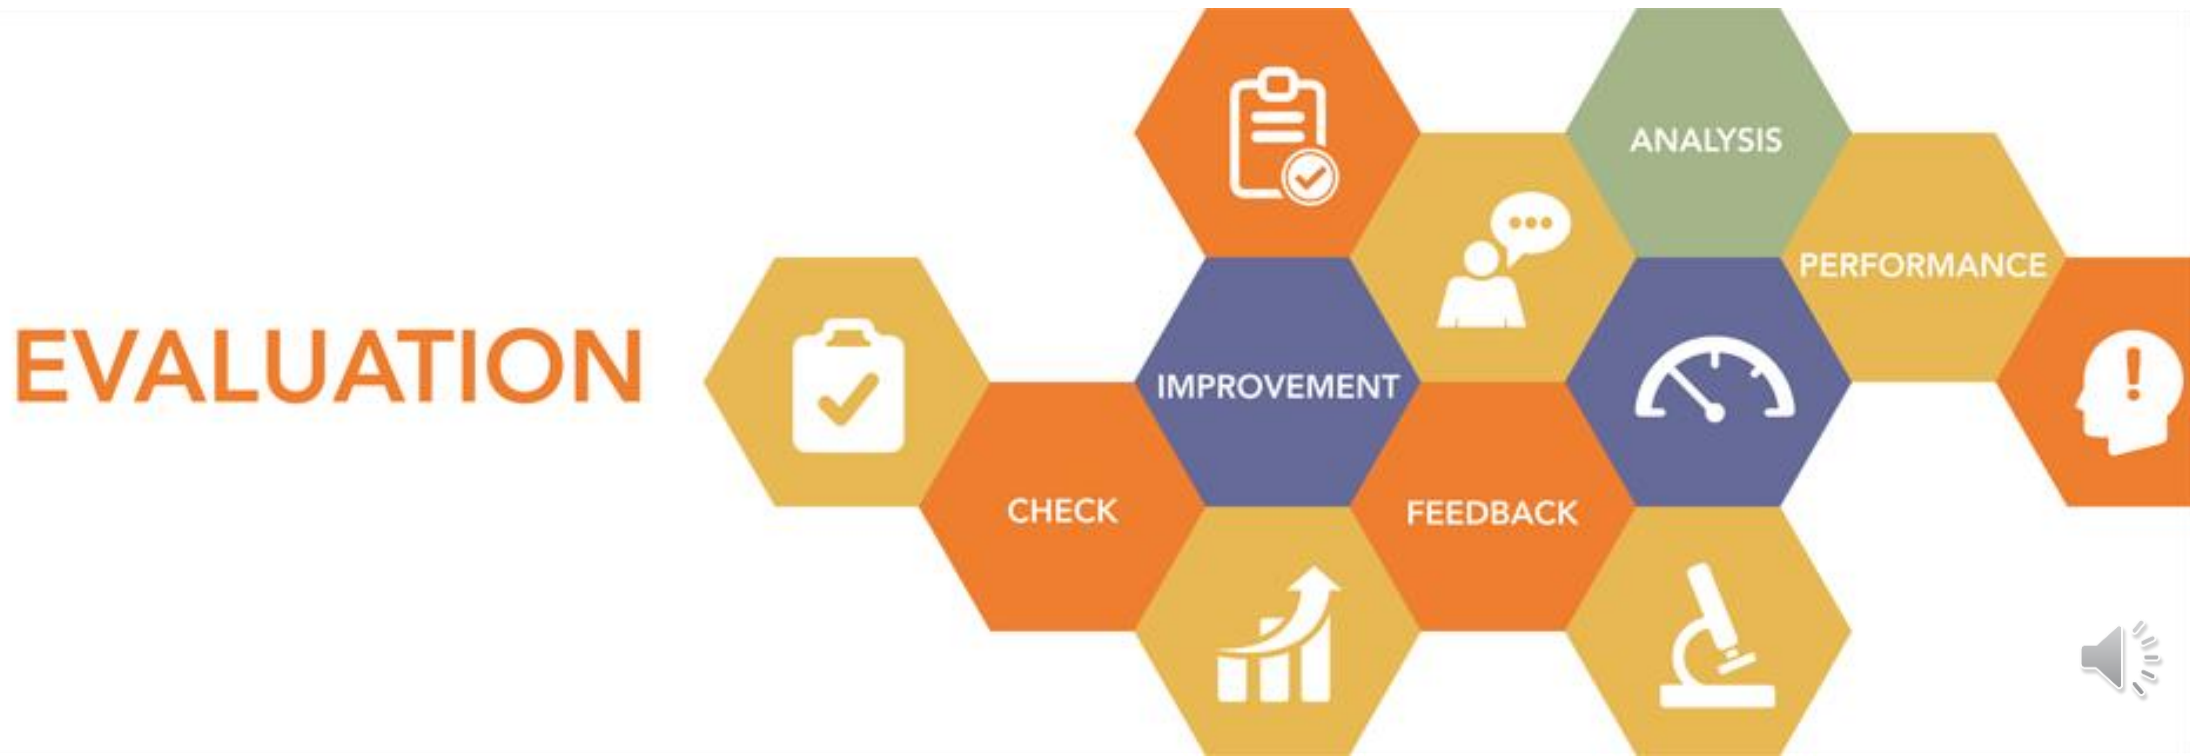 EVALUATION
ANALYSIS
PERFORMANCE
IMPROVEMENT
CHECK
FEEDBACK